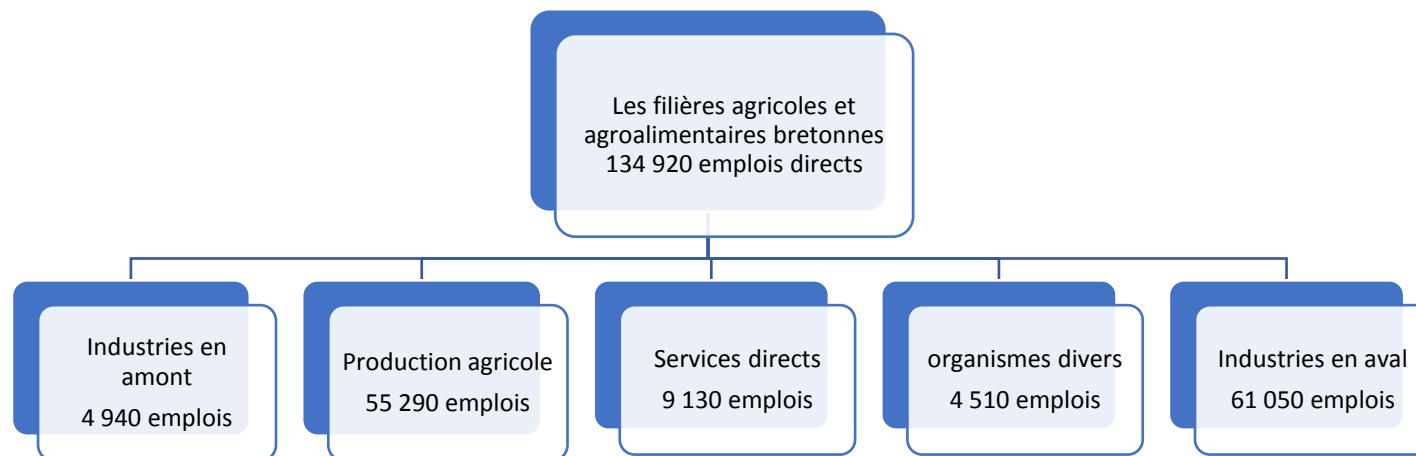 Les filières agricoles et
agroalimentaires bretonnes
134 920 emplois directs
Industries en
amont
4 940 emplois
Production agricole
55 290 emplois
Services directs
9 130 emplois
organismes divers
4 510 emplois
Industries en aval
61 050 emplois